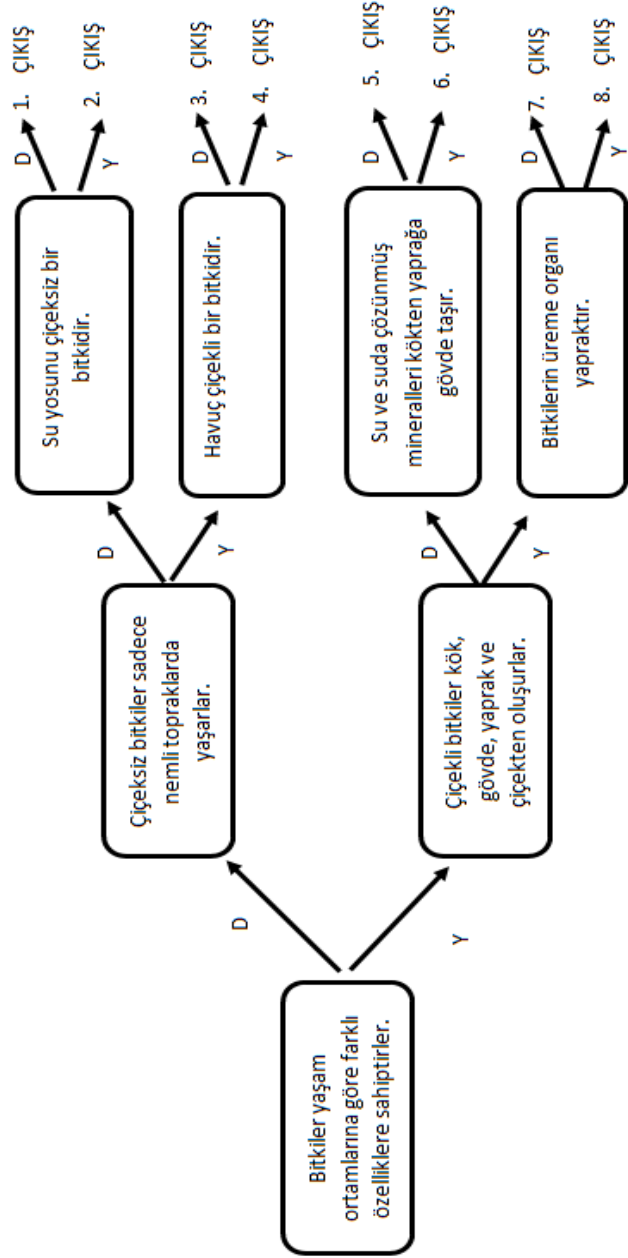 Bitkiler yaşam
ortamlarına göre farklı
özelliklere sahiptirler.
D
Y
Çiçeksiz bitkiler sadece
nemli topraklarda
yaşarlar.
D
Y
Çiçekli bitkiler kök,
gövde, yaprak ve
çiçekten oluşurlar.
D
Y
Su yosunu çiçeksiz bir
bitkidir.
D
Y
1. ÇIKIŞ
2. ÇIKIŞ
Havuç çiçekli bir bitkidir.
D
Y
3. ÇIKIŞ
4. ÇIKIŞ
Su ve suda çözünmüş
mineralleri kökten yaprağa
gövde taşır.
D
Y
5. ÇIKIŞ
6. ÇIKIŞ
Bitkilerin üreme organı
yapraktır.
D
Y
7. ÇIKIŞ
8. ÇIKIŞ